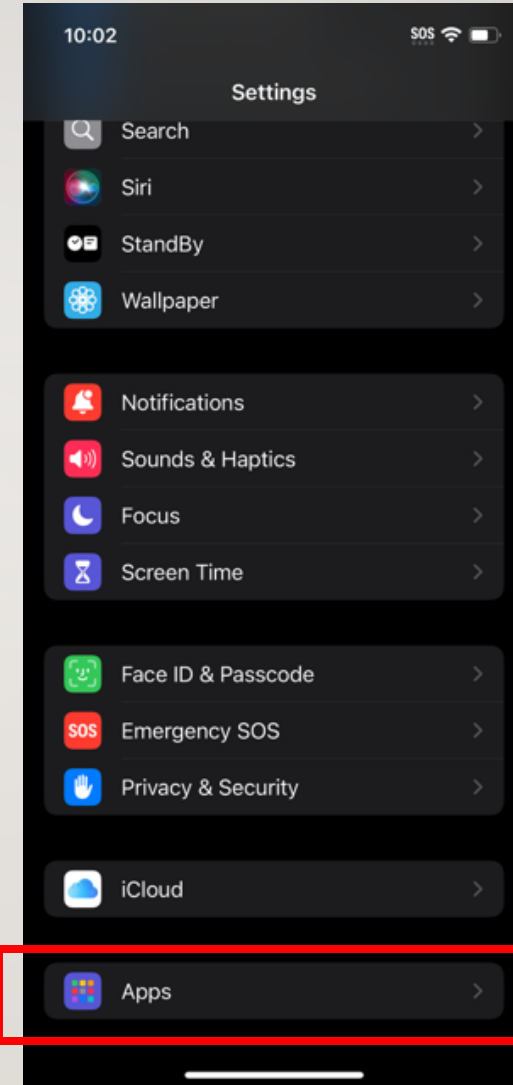 10:02
SOS
Settings
Search
Siri
StandBy
Wallpaper
Notifications
Sounds & Haptics
Focus
Screen Time
Face ID & Passcode
SOS Emergency SOS
Privacy & Security
iCloud
Apps